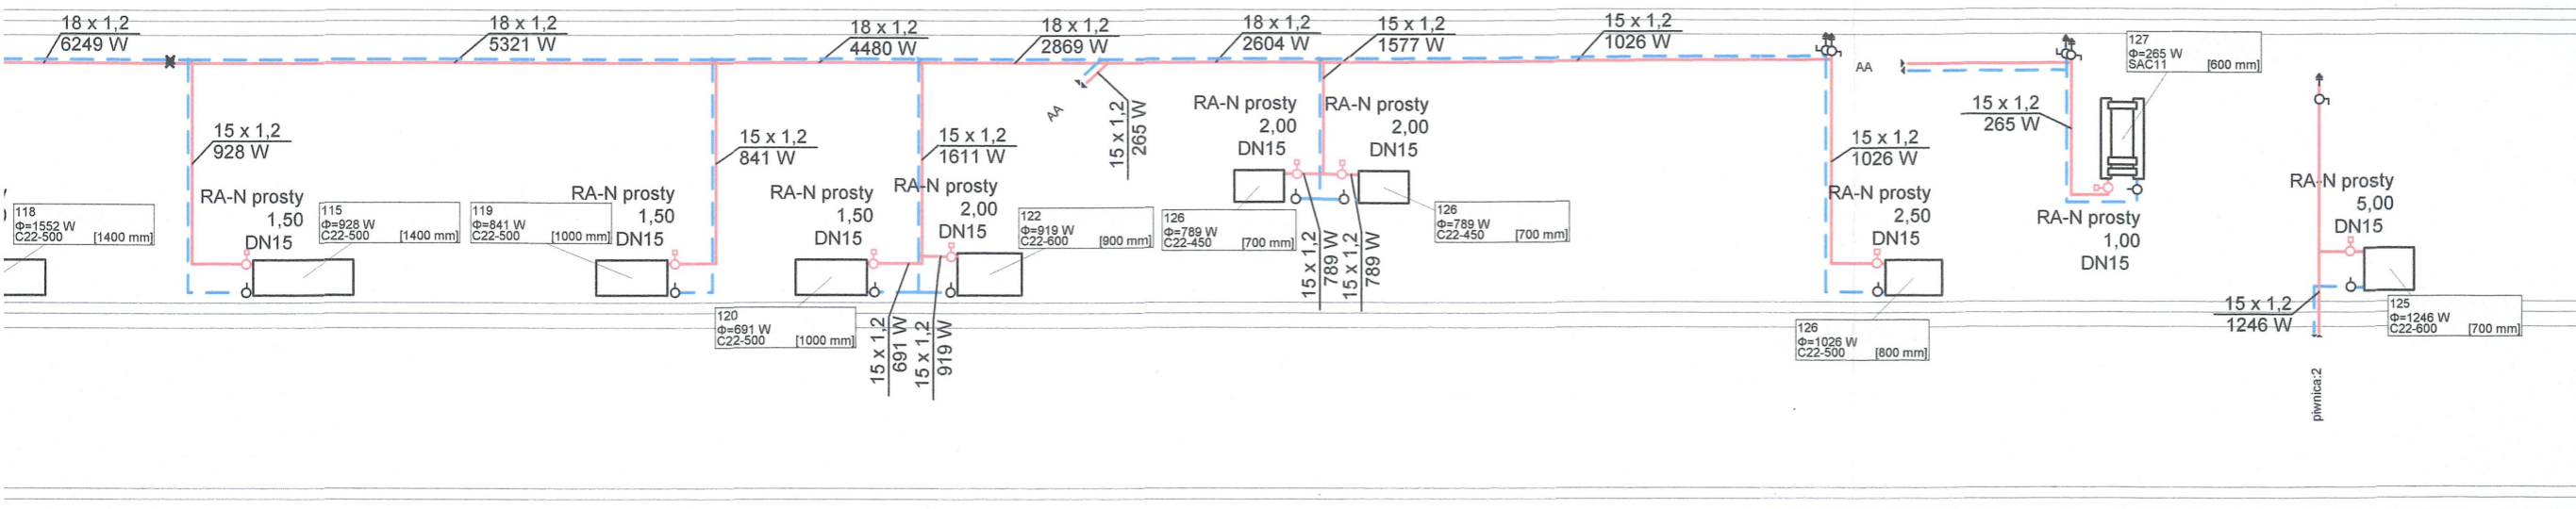 18 x 1,2
6249 W
18 x 1,2
5321 W
18 x 1,2
4480 W
18 x 1,2
2869 W
18 x 1,2
2604 W
15 x 1,2
1577 W
15 x 1,2
1026 W
118
Φ=1552 W
C22-500 [1400 mm]
15 x 1,2
928 W
RA-N prosty
1,50
DN15
115
Φ=928 W
C22-500 [1400 mm]
119
Φ=841 W
C22-500 [1000 mm]
RA-N prosty
1,50
DN15
15 x 1,2
841 W
RA-N prosty
1,50
DN15
120
Φ=691 W
C22-500 [1000 mm]
15 x 1,2
691 W
15 x 1,2
919 W
15 x 1,2
1611 W
RA-N prosty
2,00
DN15
122
Φ=919 W
C22-600 [900 mm]
AA
15 x 1,2
265 W
RA-N prosty
2,00
DN15
126
Φ=789 W
C22-450 [700 mm]
15 x 1,2
789 W
15 x 1,2
789 W
RA-N prosty
2,00
DN15
126
Φ=789 W
C22-450 [700 mm]
15 x 1,2
1026 W
RA-N prosty
2,50
DN15
126
Φ=1026 W
C22-500 [800 mm]
AA
15 x 1,2
265 W
127
Φ=265 W
SAC11 [600 mm]
RA-N prosty
1,00
DN15
RA-N prosty
5,00
DN15
15 x 1,2
1246 W
125
Φ=1246 W
C22-600 [700 mm]
piwnica:2